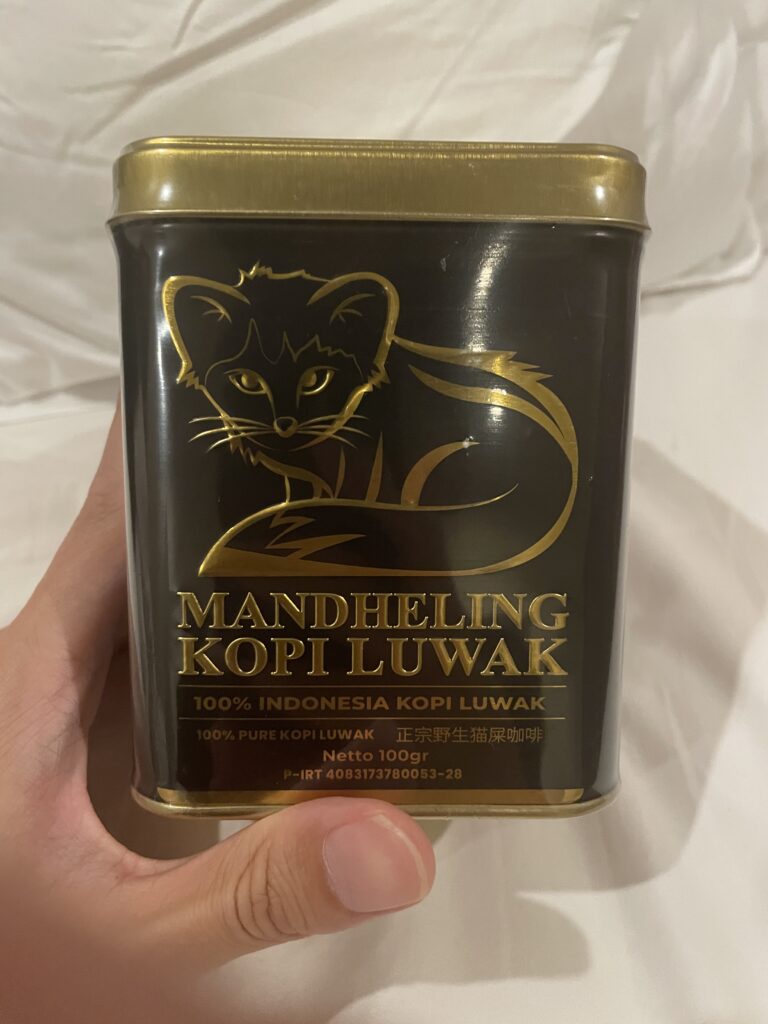 MANDHELING
KOPI LUWAK
100% INDONESIA KOPI LUWAK
100% PURE KOPI LUWAK 正宗野生猫屎咖啡
Netto 100gr
P-IRT 4083173780053-28